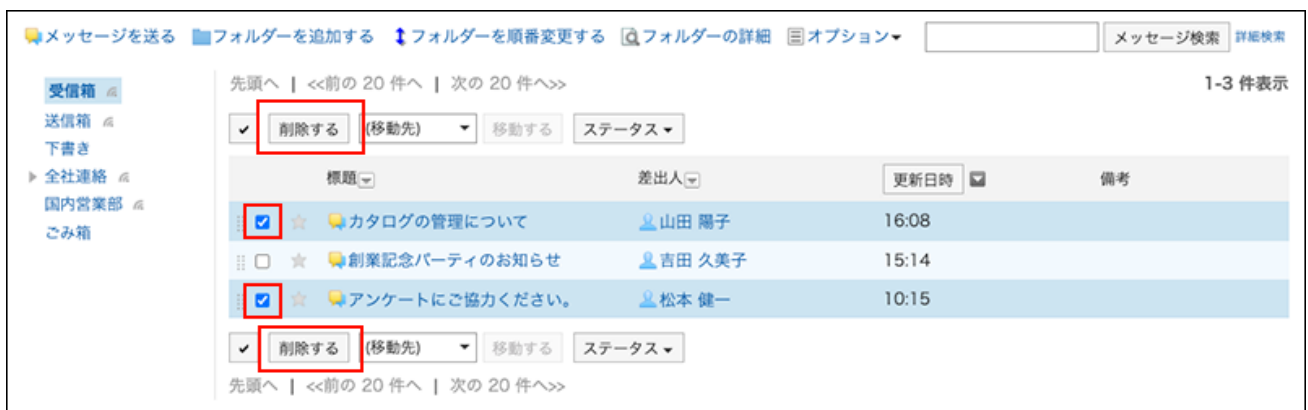 メッセージを送る フォルダーを追加する フォルダーを順番変更する フォルダーの詳細 オプション メッセージ検索 詳細検索
受信箱
送信箱
下書き
全社連絡
国内営業部
ごみ箱
先頭へ | <<前の 20 件へ | 次の 20 件へ>> 1-3 件表示
削除する (移動先) 移動する ステータス
標題 差出人 更新日時 備考
カタログの管理について 山田 陽子 16:08
創業記念パーティのお知らせ 吉田 久美子 15:14
アンケートにご協力ください。 松本 健一 10:15
削除する (移動先) 移動する ステータス
先頭へ | <<前の 20 件へ | 次の 20 件へ>>